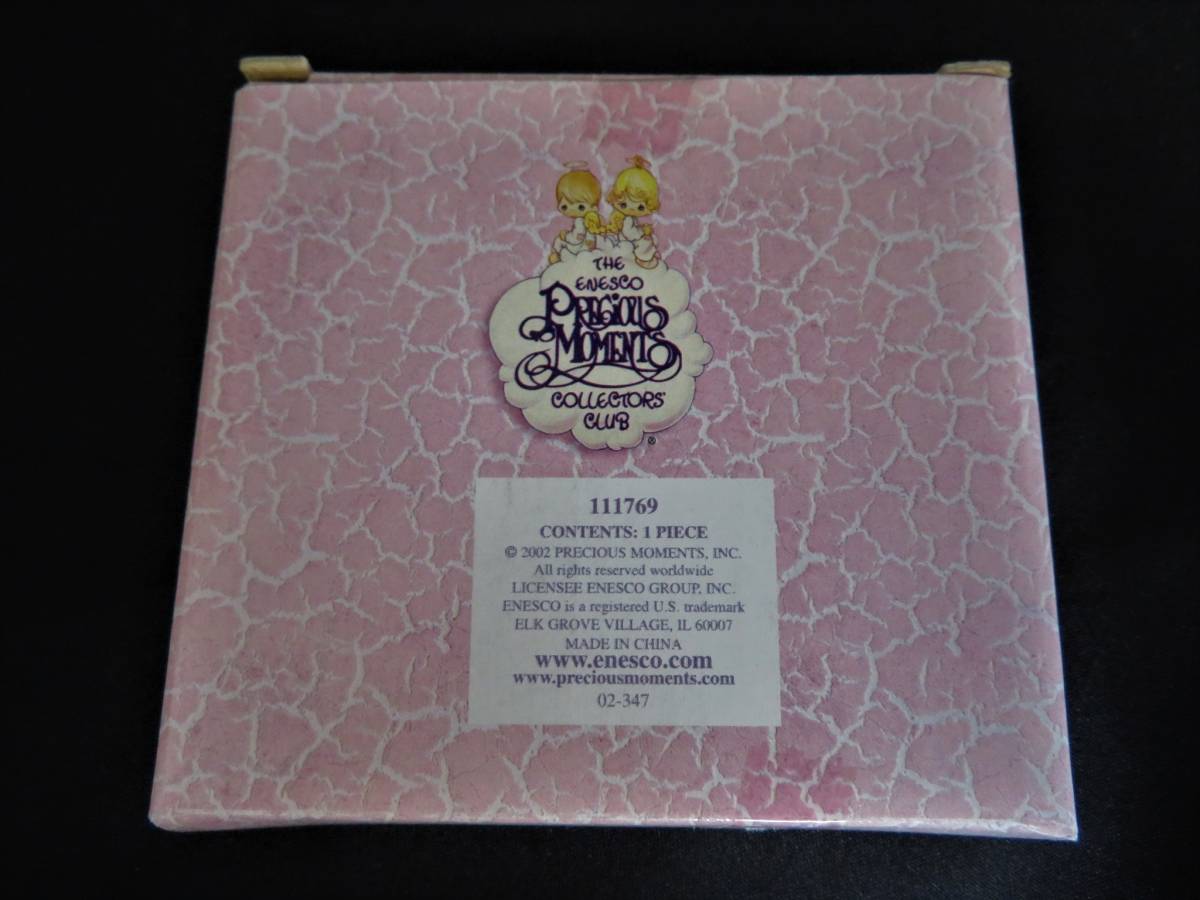 THE
ENESCO
PRECIOUS
MOMENTS
COLLECTORS'
CLUB
®
111769
CONTENTS: 1 PIECE
© 2002 PRECIOUS MOMENTS, INC.
All rights reserved worldwide
LICENSEE ENESCO GROUP, INC.
ENESCO is a registered U.S. trademark
ELK GROVE VILLAGE, IL 60007
MADE IN CHINA
www.enesco.com
www.preciousmoments.com
02-347